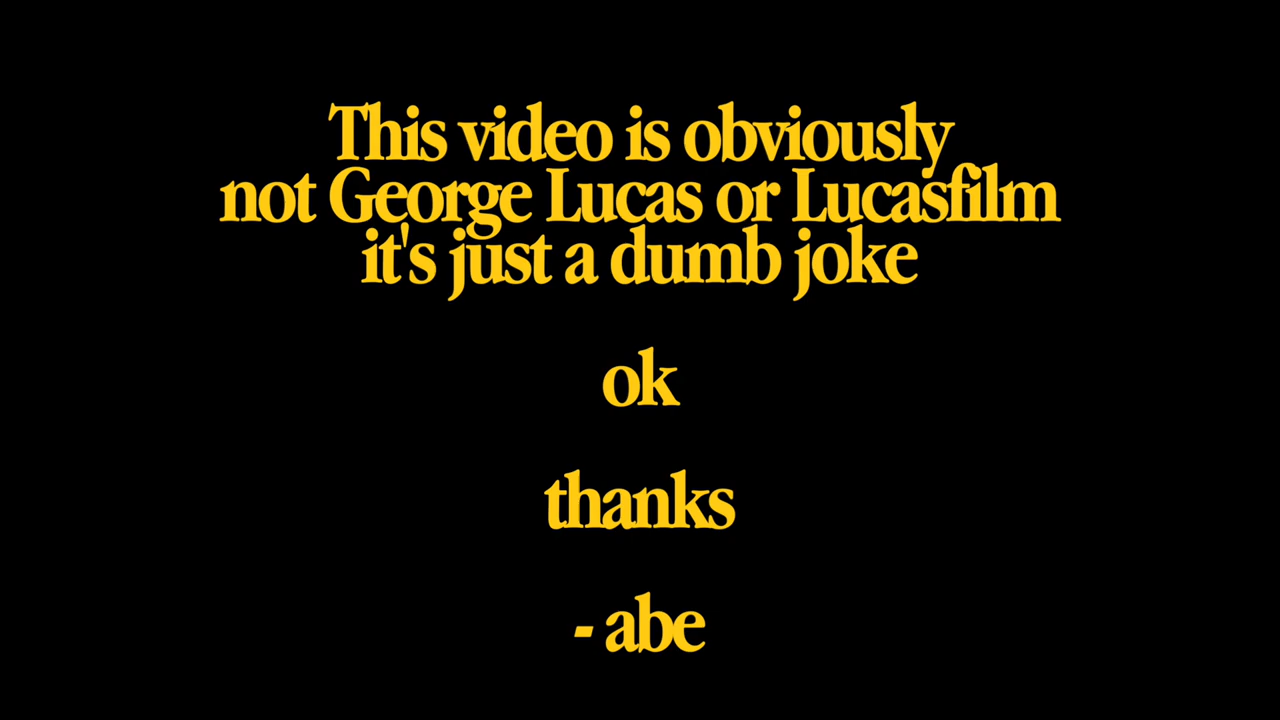 This video is obviously
not George Lucas or Lucasfilm
it's just a dumb joke
ok
thanks
- abe